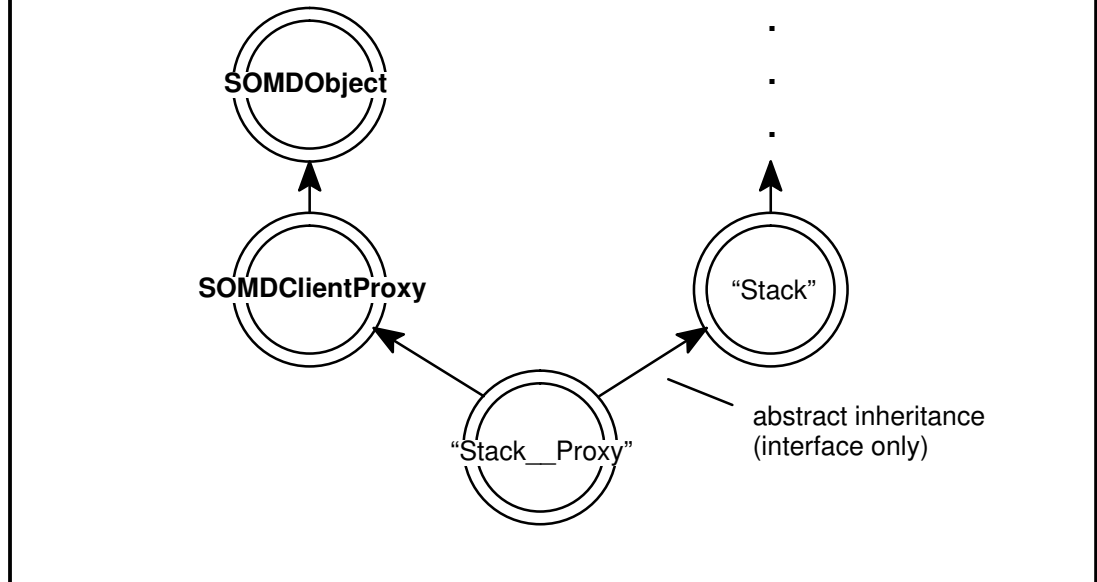 SOMDObject
.
.
.
SOMDClientProxy
“Stack”
abstract inheritance
(interface only)
“Stack__Proxy”